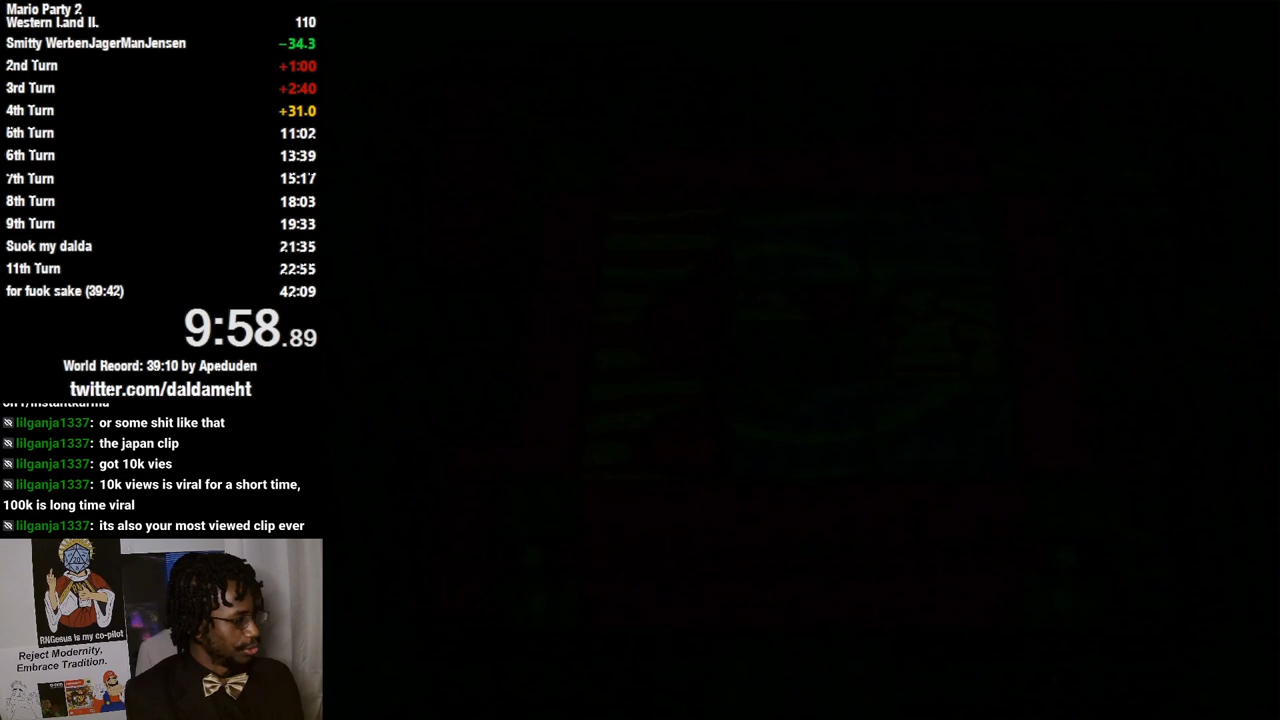 Mario Party 2
Western Land II. 110
Smitty WerbenJagerManJensen −34.3
2nd Turn +1:00
3rd Turn +2:40
4th Turn +31.0
5th Turn 11:02
6th Turn 13:39
7th Turn 15:17
8th Turn 18:03
9th Turn 19:33
Suok my dalda 21:35
11th Turn 22:55
for fuok sake (39:42) 42:09
9:58.89
World Reoord: 39:10 by Apeduden
twitter.com/daldameht
lilganja1337: or some shit like that
lilganja1337: the japan clip
lilganja1337: got 10k vies
lilganja1337: 10k views is viral for a short time,
100k is long time viral
lilganja1337: its also your most viewed clip ever
RNGesus is my co-pilot
Reject Modernity,
Embrace Tradition.